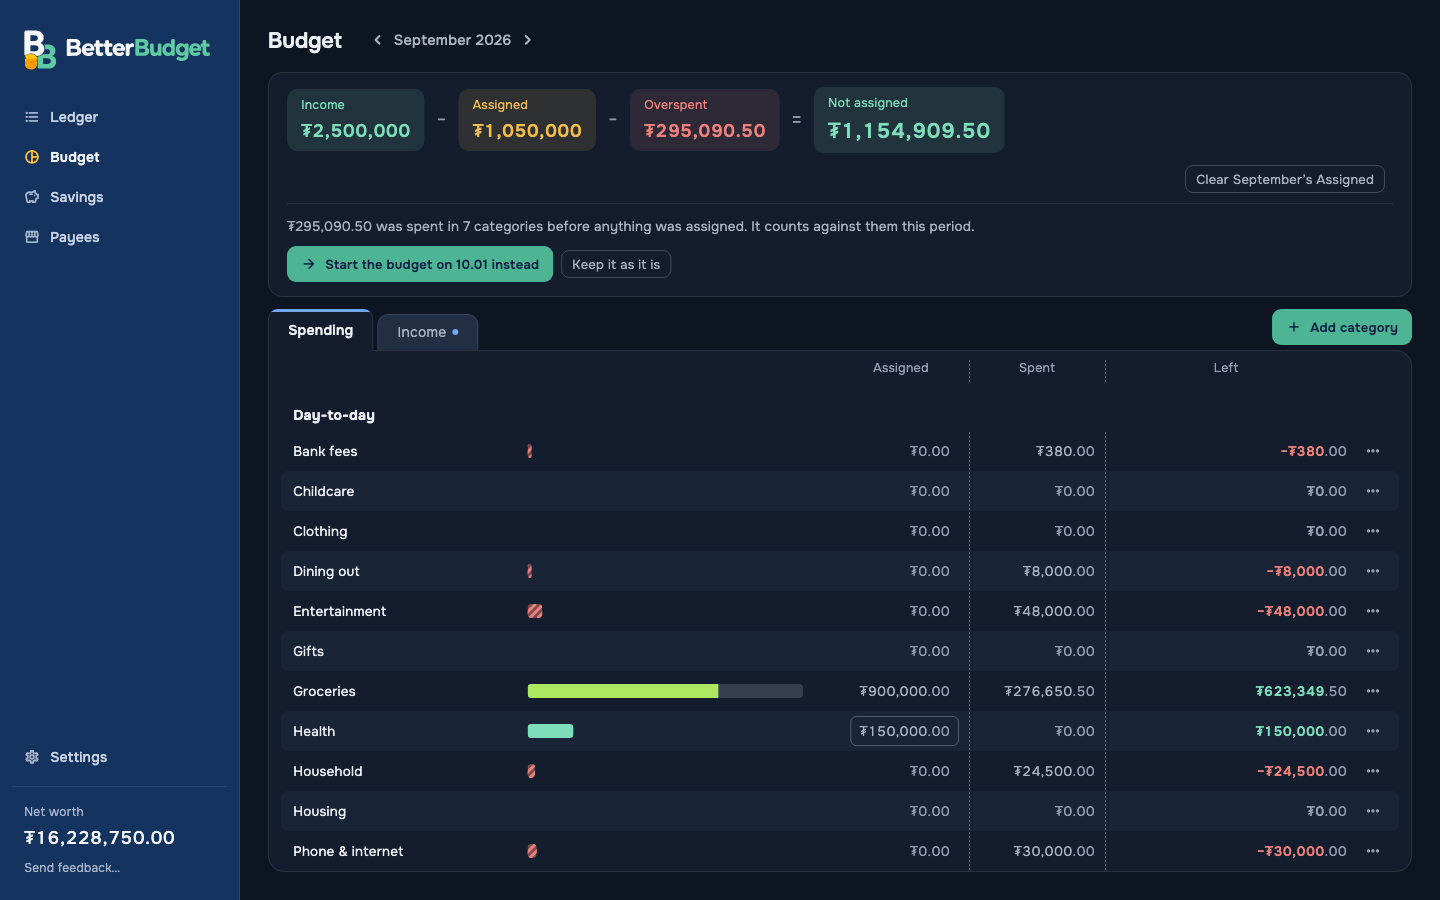 BetterBudget
Ledger
Budget
Savings
Payees
Settings
Net worth
₮16,228,750.00
Send feedback...
Budget
September 2026
Income
₮2,500,000
-
Assigned
₮1,050,000
-
Overspent
₮295,090.50
=
Not assigned
₮1,154,909.50
Clear September's Assigned
₮295,090.50 was spent in 7 categories before anything was assigned. It counts against them this period.
Start the budget on 10.01 instead
Keep it as it is
Spending
Income
Add category
Assigned Spent Left
Day-to-day
Bank fees ₮0.00 ₮380.00 -₮380.00
Childcare ₮0.00 ₮0.00 ₮0.00
Clothing ₮0.00 ₮0.00 ₮0.00
Dining out ₮0.00 ₮8,000.00 -₮8,000.00
Entertainment ₮0.00 ₮48,000.00 -₮48,000.00
Gifts ₮0.00 ₮0.00 ₮0.00
Groceries ₮900,000.00 ₮276,650.50 ₮623,349.50
Health ₮150,000.00 ₮0.00 ₮150,000.00
Household ₮0.00 ₮24,500.00 -₮24,500.00
Housing ₮0.00 ₮0.00 ₮0.00
Phone & internet ₮0.00 ₮30,000.00 -₮30,000.00